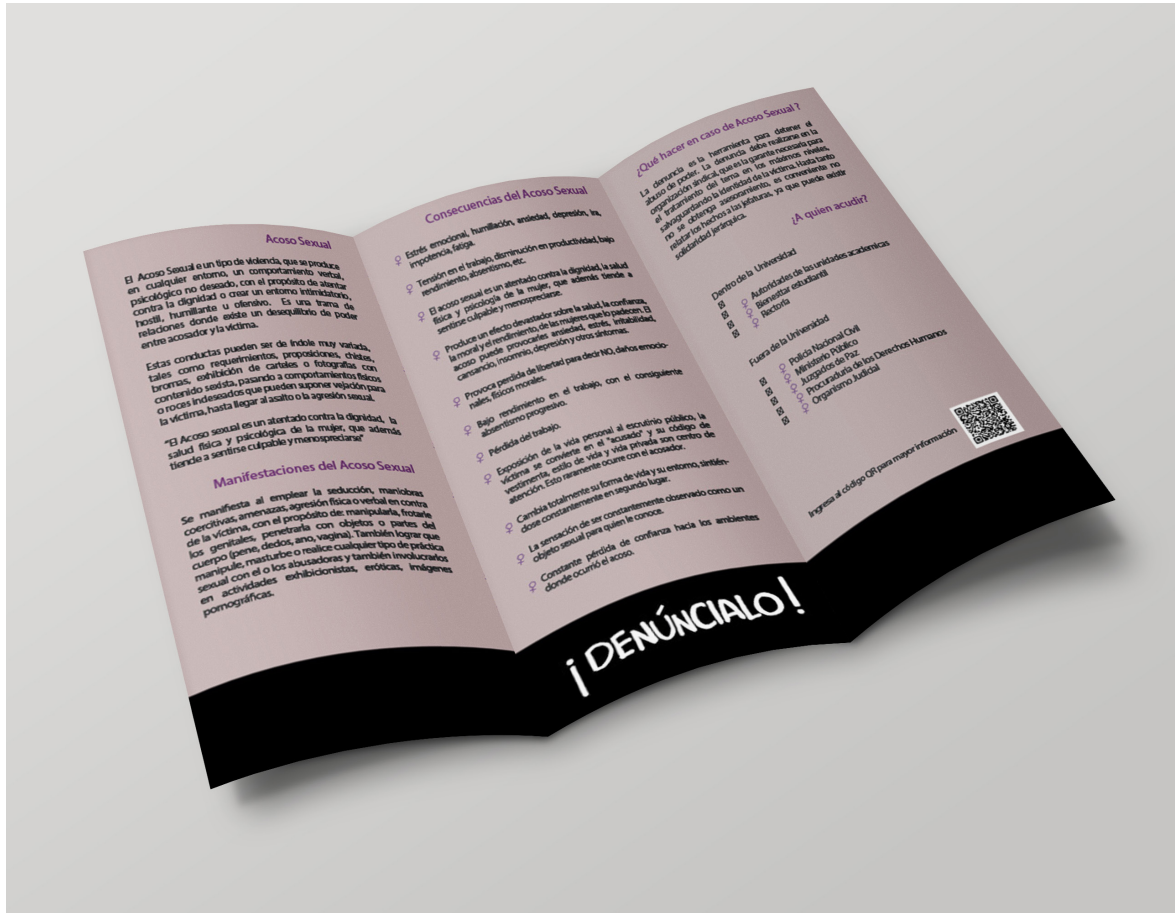 Acoso Sexual
El Acoso Sexual e un tipo de violencia, que se produce
en cualquier entorno, un comportamiento verbal,
psicológico no deseado, con el propósito de atentar
contra la dignidad o crear un entorno intimidatorio,
hostil, humillante u ofensivo. Es una trama de
relaciones donde existe un desequilibrio de poder
entre acosador y la víctima.
Estas conductas pueden ser de índole muy variada,
tales como requerimientos, proposiciones, chistes,
bromas, exhibición de carteles o fotografías con
contenido sexista, pasando a comportamientos físicos
o roces indeseados que pueden suponer vejación para
la víctima, hasta llegar al asalto o la agresión sexual.
"El Acoso sexual es un atentado contra la dignidad, la
salud física y psicológica de la mujer, que además
tiende a sentirse culpable y menospreciarse"
Manifestaciones del Acoso Sexual
Se manifiesta al emplear la seducción, maniobras
coercitivas, amenazas, agresión física o verbal en contra
de la víctima, con el propósito de: manipularla, frotarle
los genitales, penetrarla con objetos o partes del
cuerpo (pene, dedos, ano, vagina). También lograr que
manipule, masturbe o realice cualquier tipo de práctica
sexual con el o los abusadoras y también involucrarlos
en actividades exhibicionistas, eróticas, imágenes
pornográficas.
Consecuencias del Acoso Sexual
Estrés emocional, humillación, ansiedad, depresión, ira,
impotencia, fatiga.
Tensión en el trabajo, disminución en productividad, bajo
rendimiento, absentismo, etc.
El acoso sexual es un atentado contra la dignidad, la salud
física y psicología de la mujer, que además tiende a
sentirse culpable y menospreciarse.
Produce un efecto devastador sobre la salud, la confianza,
la moral y el rendimiento, de las mujeres que lo padecen. El
acoso puede provocarles ansiedad, estrés, irritabilidad,
cansancio, insomnio, depresión y otros síntomas.
Provoca perdida de libertad para decir NO, daños emocio-
nales, físicos morales.
Bajo rendimiento en el trabajo, con el consiguiente
absentismo progresivo.
Pérdida del trabajo.
Exposición de la vida personal al escrutinio público, la
víctima se convierte en el "acusado" y su código de
vestimenta, estilo de vida y vida privada son centro de
atención. Esto raramente ocurre con el acosador.
Cambia totalmente su forma de vida y su entorno, sintién-
dose constantemente en segundo lugar.
La sensación de ser constantemente observado como un
objeto sexual para quien le conoce.
Constante pérdida de confianza hacia los ambientes
donde ocurrió el acoso.
¡DENÚNCIALO!
¿Qué hacer en caso de Acoso Sexual ?
La denuncia es la herramienta para detener el
abuso de poder. La denuncia debe realizarse en la
organización sindical, que es la garante necesaria para
el tratamiento del tema en los máximos niveles,
salvaguardando la identidad de la víctima. Hasta tanto
no se obtenga asesoramiento, es conveniente no
relatar los hechos a las jefaturas, ya que puede existir
solidaridad jerárquica.
¿A quien acudir?
Dentro de la Universidad
Autoridades de las unidades academicas
Bienestar estudiantil
Rectoría
Fuera de la Universidad
Policía Nacional Civil
Ministerio Público
Juzgados de Paz
Procuraduría de los Derechos Humanos
Organismo Judicial
Ingresa al código QR para mayor información